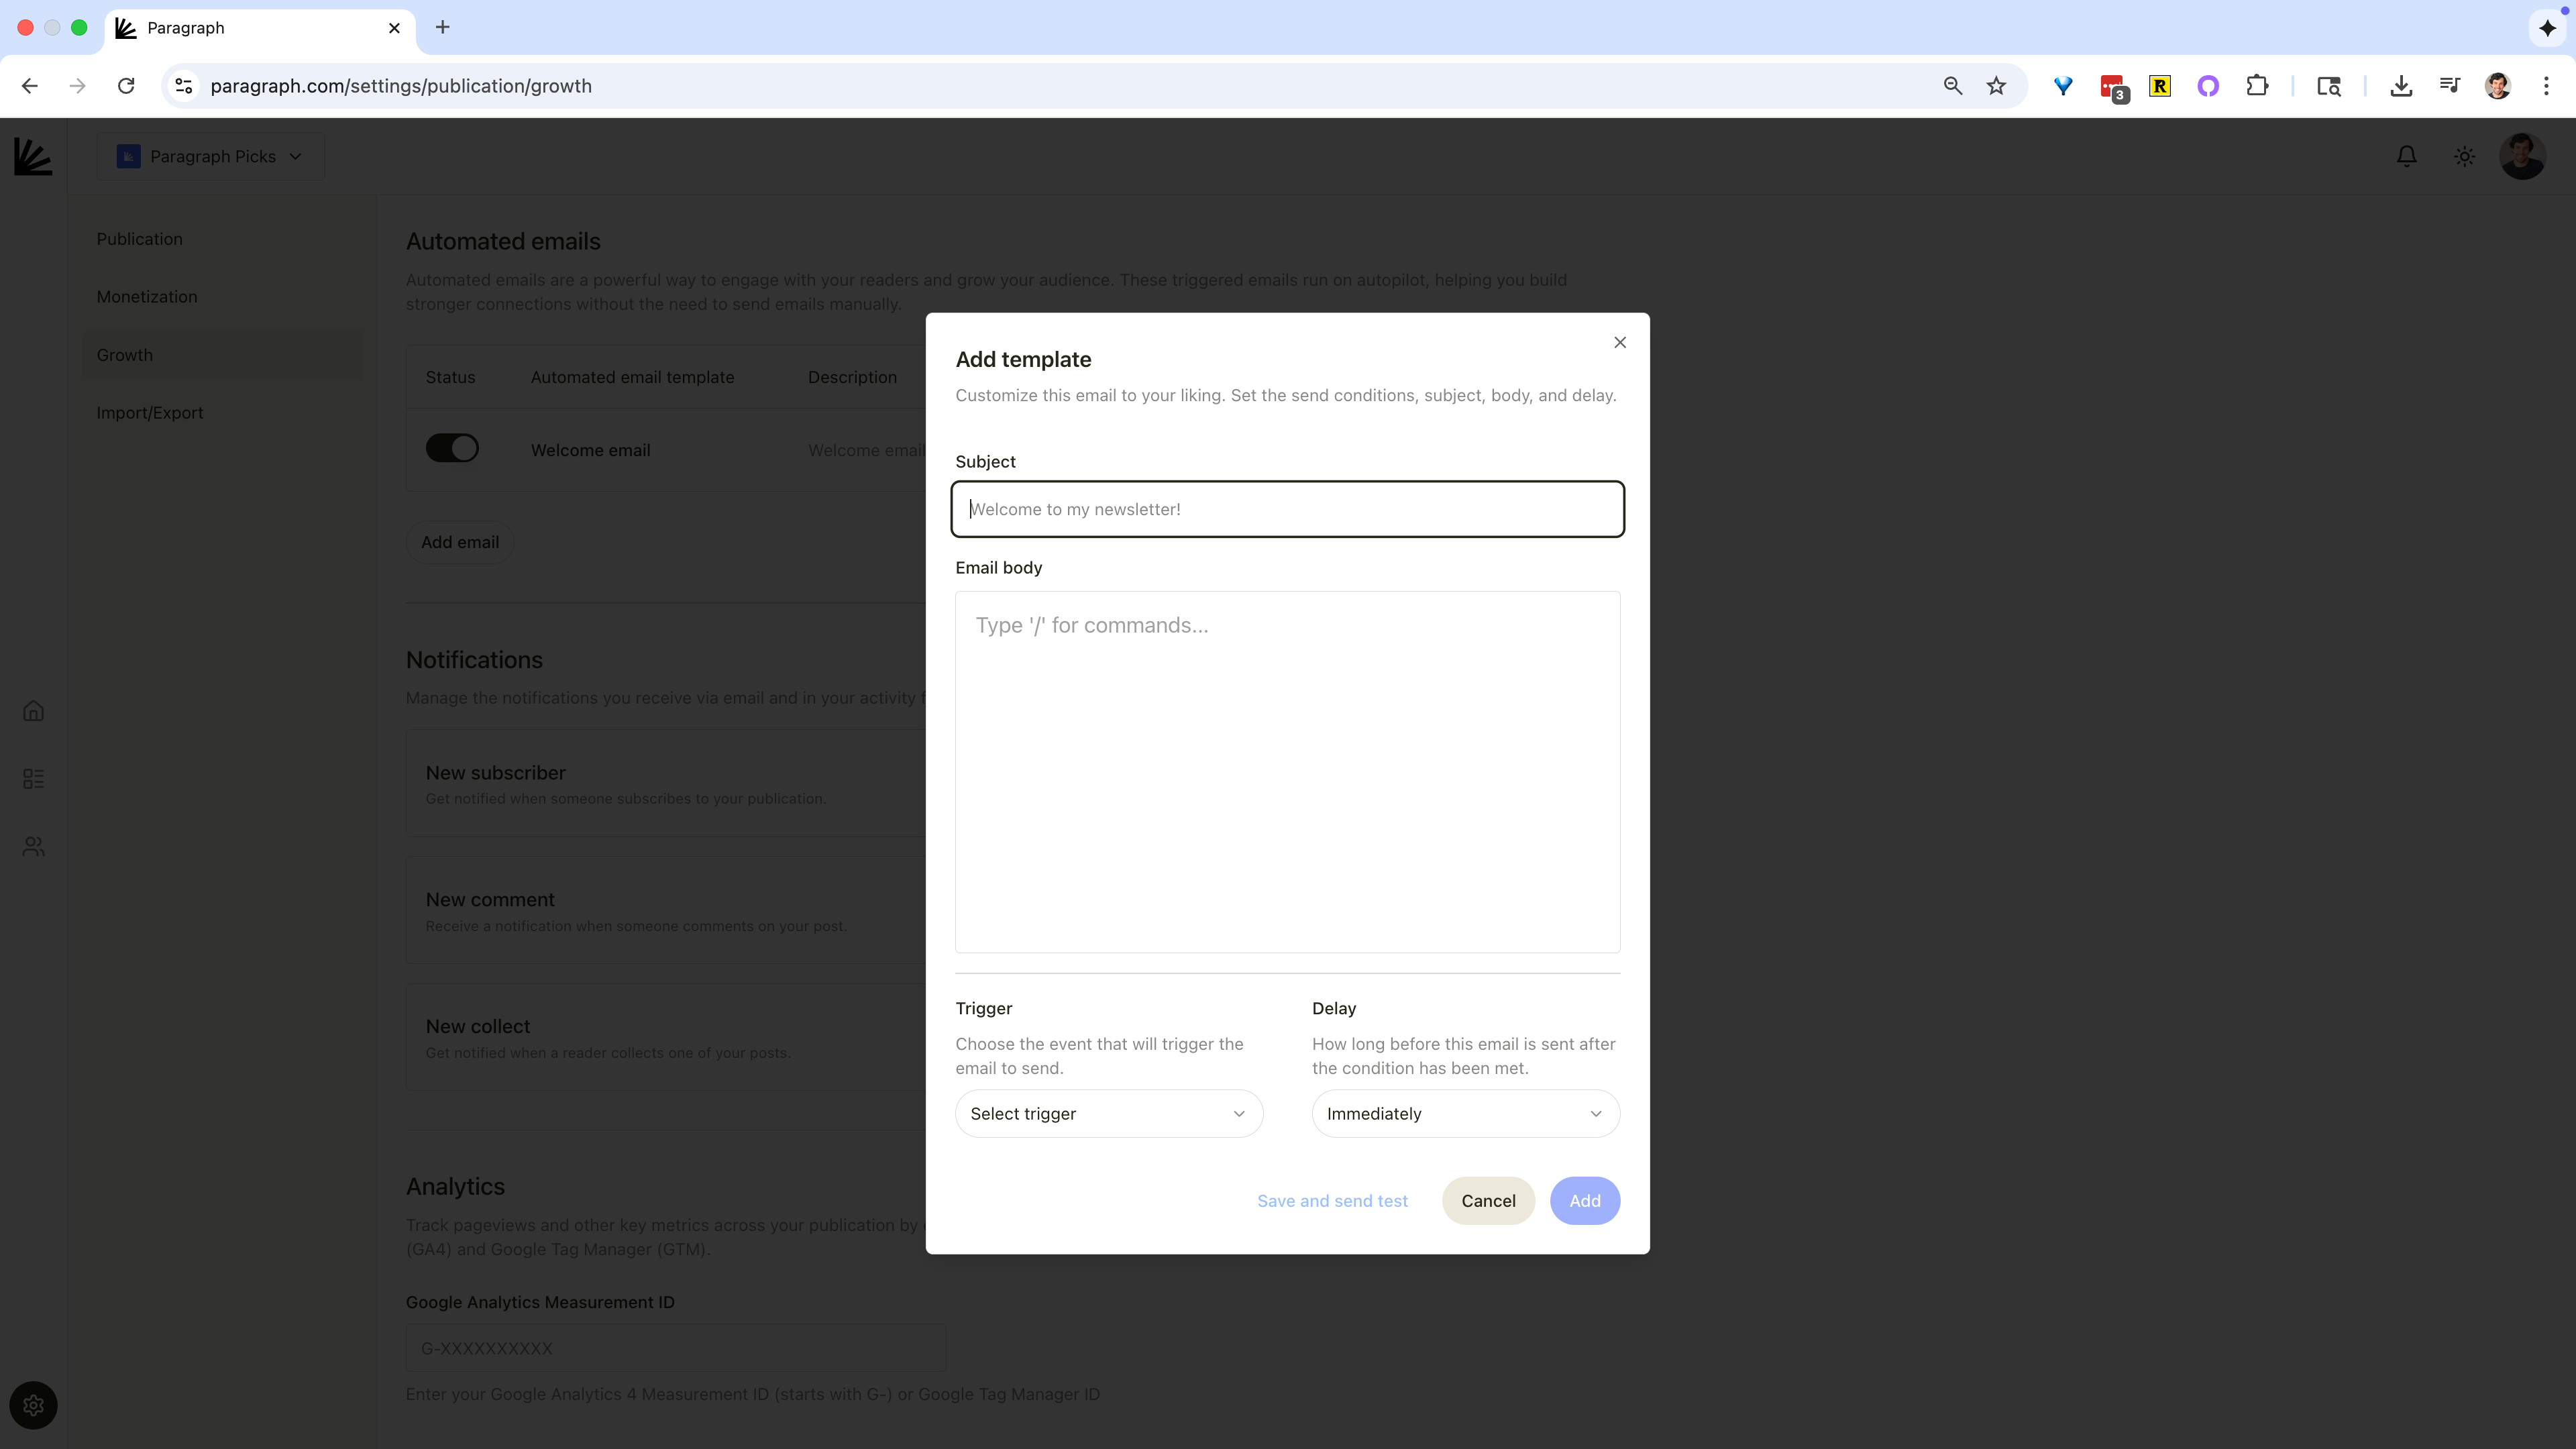 Paragraph
paragraph.com/settings/publication/growth
3
R
Paragraph Picks
Publication
Monetization
Growth
Import/Export
Automated emails
Automated emails are a powerful way to engage with your readers and grow your audience. These triggered emails run on autopilot, helping you build
stronger connections without the need to send emails manually.
Status
Automated email template
Description
Welcome email
Welcome email
Add email
Notifications
Manage the notifications you receive via email and in your activity
New subscriber
Get notified when someone subscribes to your publication.
New comment
Receive a notification when someone comments on your post.
New collect
Get notified when a reader collects one of your posts.
Analytics
Track pageviews and other key metrics across your publication by
(GA4) and Google Tag Manager (GTM).
Google Analytics Measurement ID
G-XXXXXXXXXX
Enter your Google Analytics 4 Measurement ID (starts with G-) or Google Tag Manager ID
Add template
Customize this email to your liking. Set the send conditions, subject, body, and delay.
Subject
Welcome to my newsletter!
Email body
Type '/' for commands...
Trigger
Choose the event that will trigger the
email to send.
Select trigger
Delay
How long before this email is sent after
the condition has been met.
Immediately
Save and send test
Cancel
Add